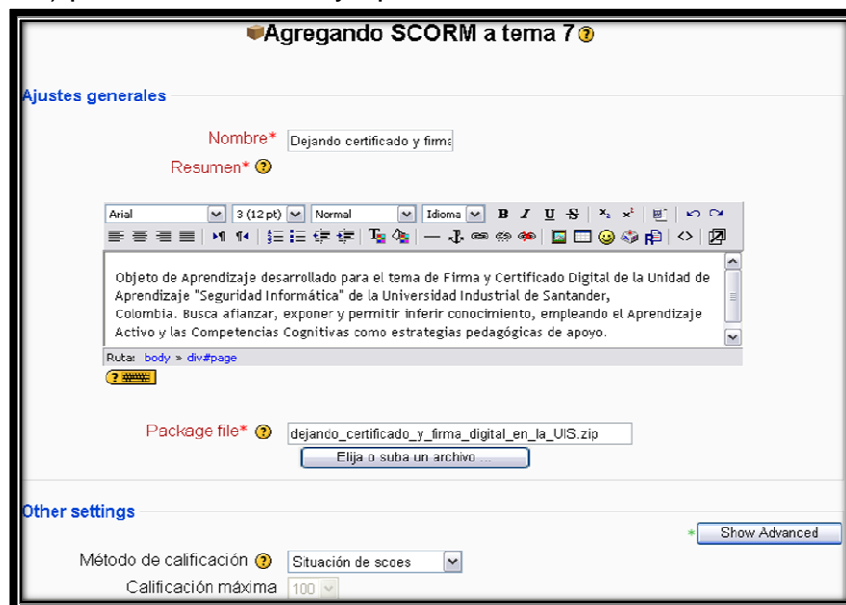 Agregando SCORM a tema 7
Ajustes generales
Nombre* Dejando certificado y firma
Resumen*
Arial 3 (12 pt) Normal Idioma B I U S
Objeto de Aprendizaje desarrollado para el tema de Firma y Certificado Digital de la Unidad de
Aprendizaje "Seguridad Informática" de la Universidad Industrial de Santander,
Colombia. Busca afianzar, exponer y permitir inferir conocimiento, empleando el Aprendizaje
Activo y las Competencias Cognitivas como estrategias pedagógicas de apoyo.
Ruta: body » div#page
Package file* dejando_certificado_y_firma_digital_en_la_UIS.zip
Elija o suba un archivo ...
Other settings
* Show Advanced
Método de calificación Situación de scoes
Calificación máxima 100